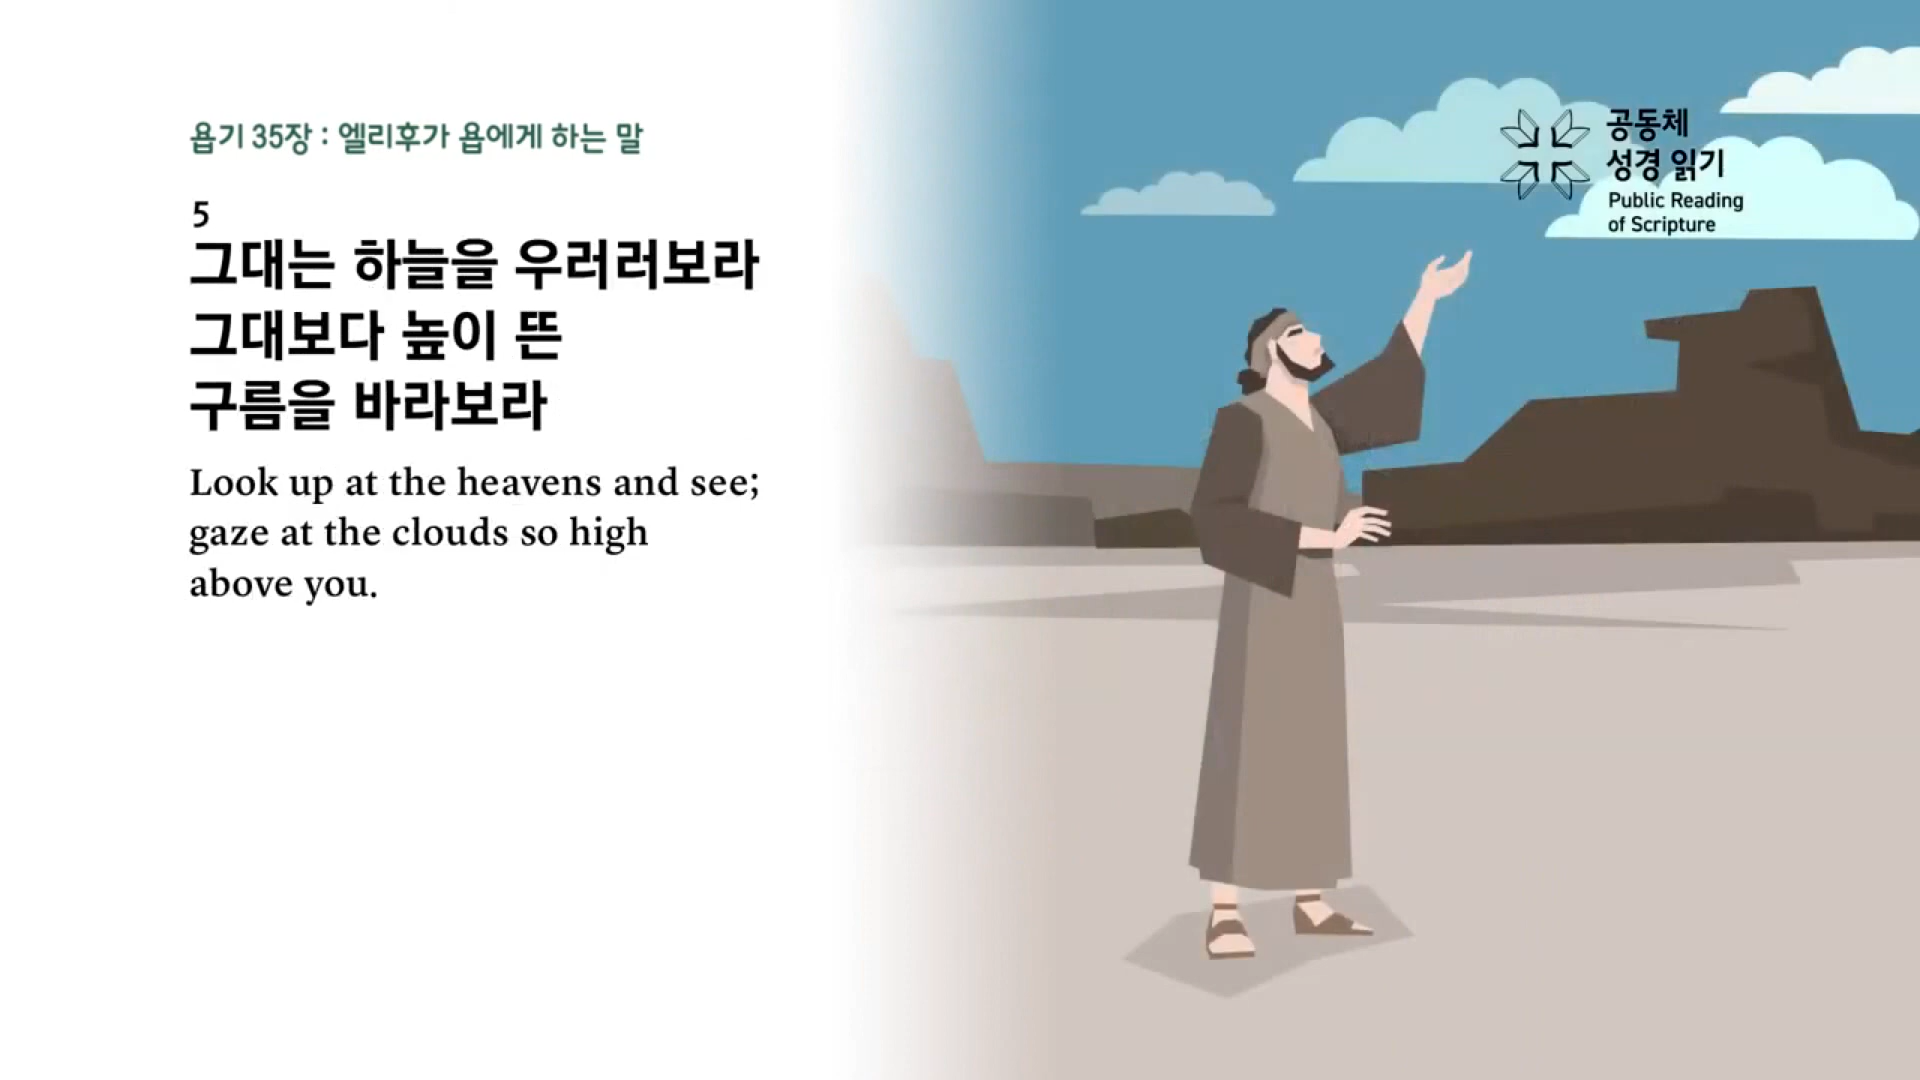 욥기 35장 : 엘리후가 욥에게 하는 말
5
그대는 하늘을 우러러보라
그대보다 높이 뜬
구름을 바라보라
Look up at the heavens and see;
gaze at the clouds so high
above you.
공동체
성경 읽기
Public Reading
of Scripture